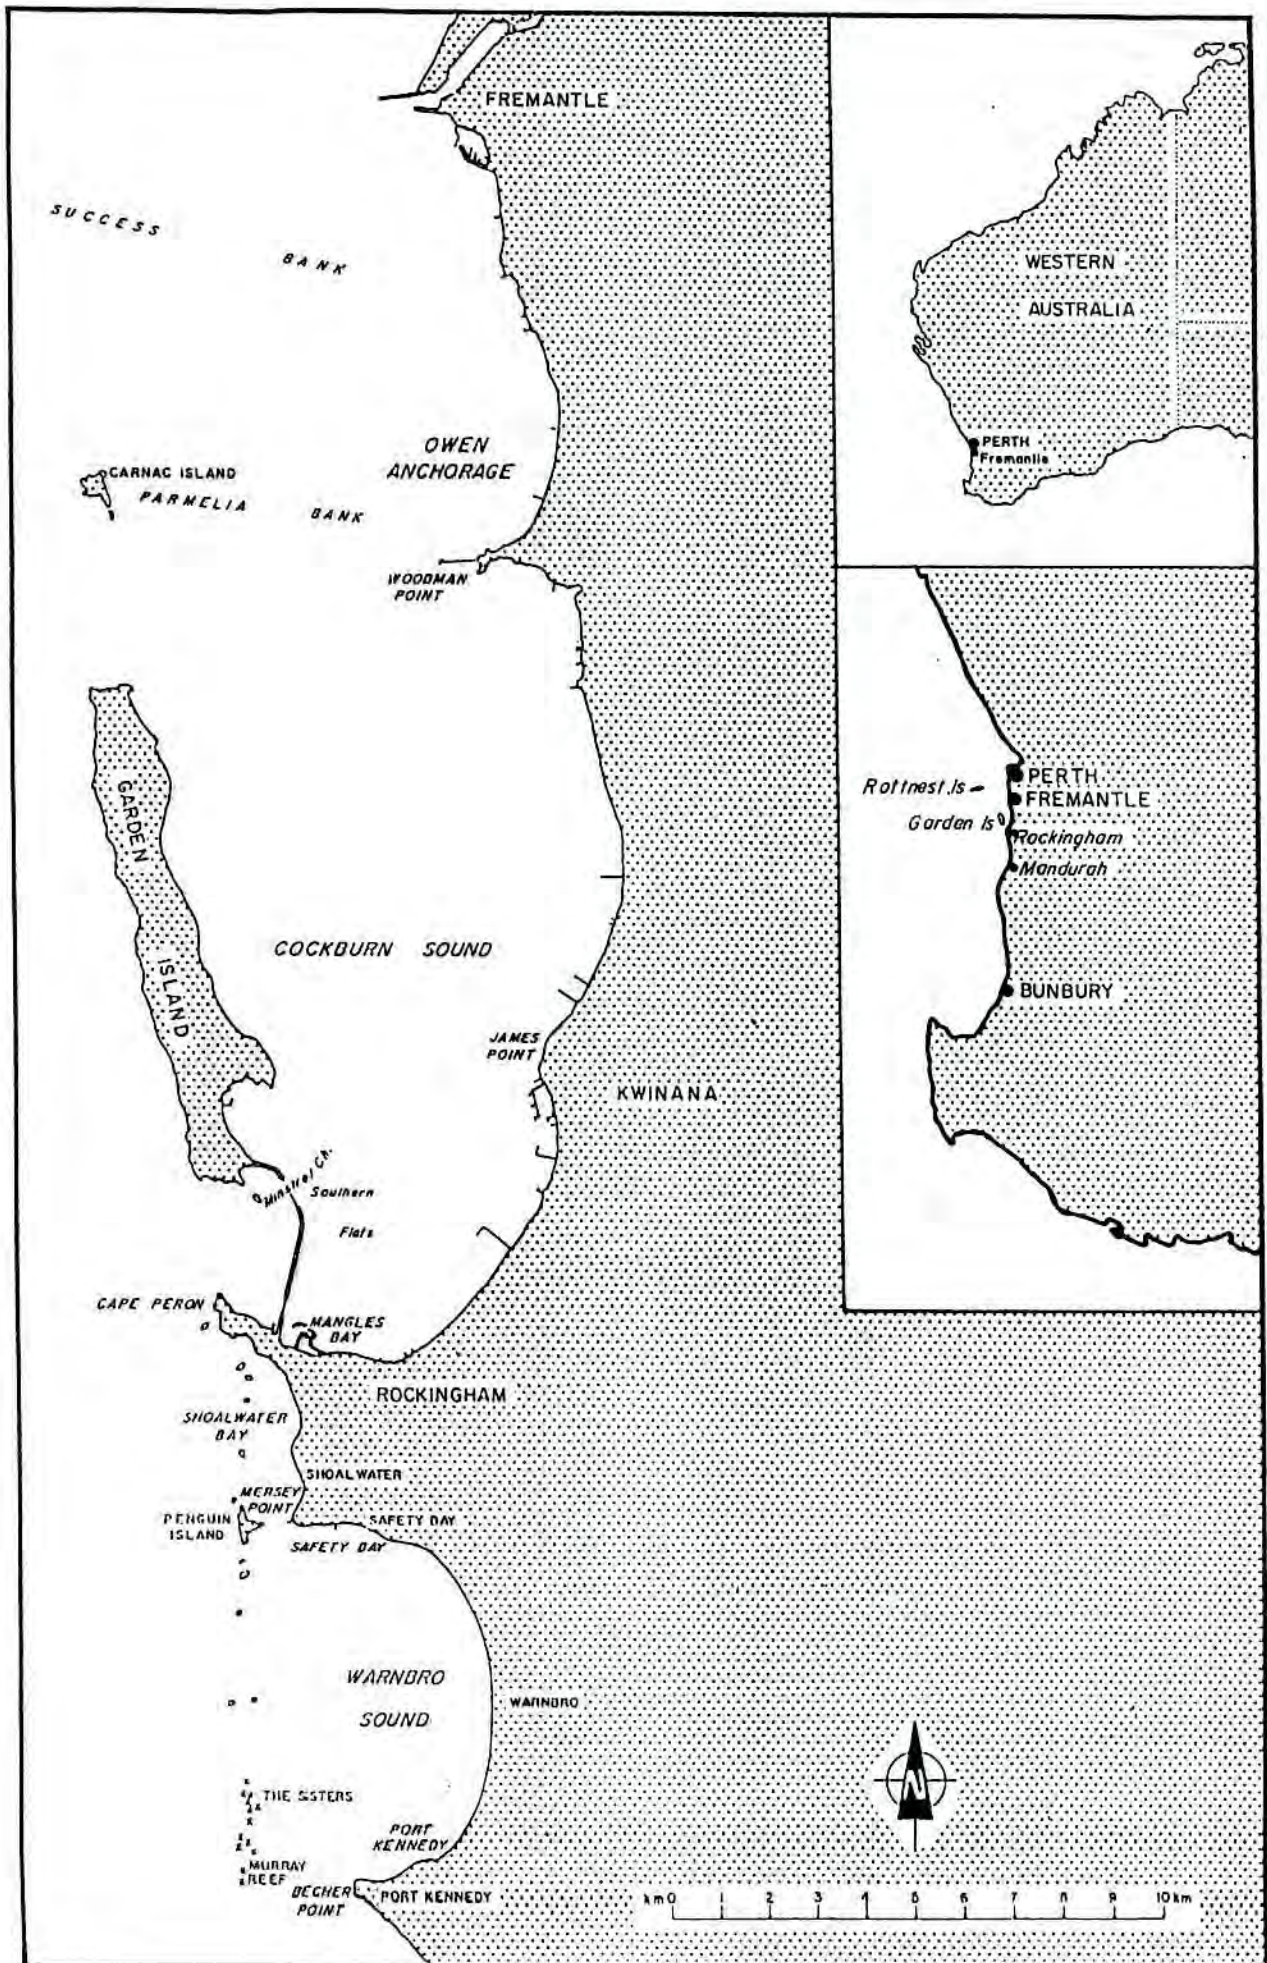 FREMANTLE
SUCCESS BANK
OWEN
ANCHORAGE
CARNAC ISLAND
PARMELIA BANK
WOODMAN
POINT
GARDEN ISLAND
COCKBURN SOUND
JAMES
POINT
KWINANA
Minstrel Ch.
Southern
Flats
CAPE PERON
MANGLES
BAY
ROCKINGHAM
SHOALWATER
BAY
SHOALWATER
MERSEY
POINT
PENGUIN
ISLAND
SAFETY BAY
SAFETY BAY
WARNBRO
SOUND
WARNBRO
THE SISTERS
PORT
KENNEDY
MURRAY
REEF
BECHER
POINT
PORT KENNEDY
N
km 0 1 2 3 4 5 6 7 8 9 10 km
WESTERN
AUSTRALIA
PERTH
Fremantle
PERTH
Rottnest. Is
FREMANTLE
Garden Is
Rockingham
Mandurah
BUNBURY